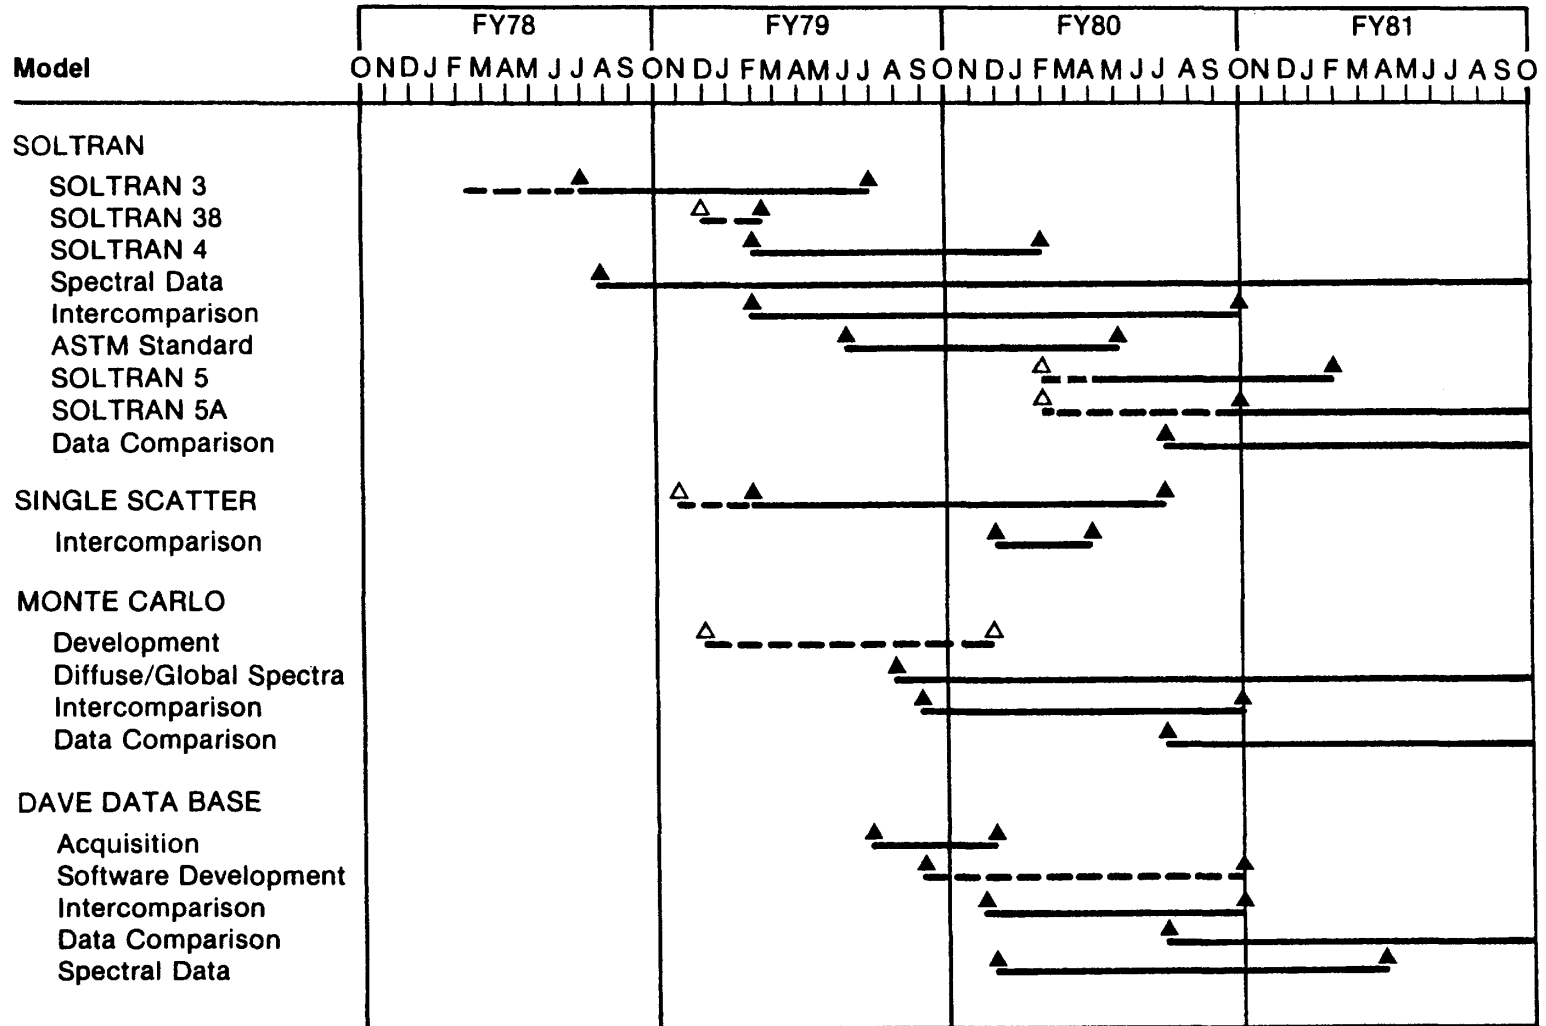 FY78 FY79 FY80 FY81
Model O N D J F M A M J J A S O N D J F M A M J J A S O N D J F M A M J J A S O N D J F M A M J J A S O
SOLTRAN
SOLTRAN 3
SOLTRAN 38
SOLTRAN 4
Spectral Data
Intercomparison
ASTM Standard
SOLTRAN 5
SOLTRAN 5A
Data Comparison
SINGLE SCATTER
Intercomparison
MONTE CARLO
Development
Diffuse/Global Spectra
Intercomparison
Data Comparison
DAVE DATA BASE
Acquisition
Software Development
Intercomparison
Data Comparison
Spectral Data